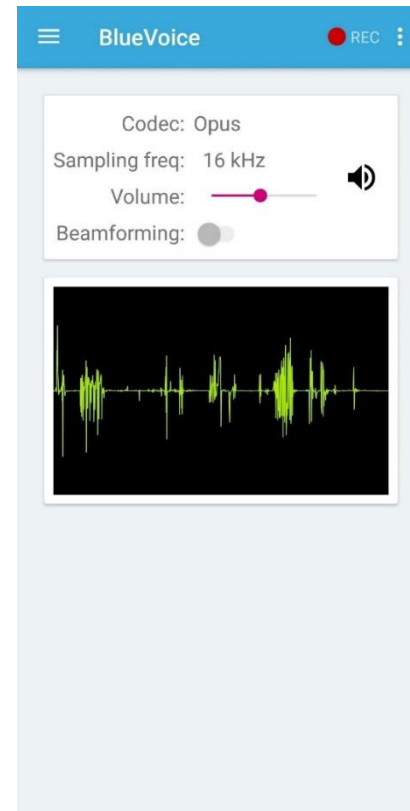 BlueVoice REC
Codec: Opus
Sampling freq: 16 kHz
Volume:
Beamforming: